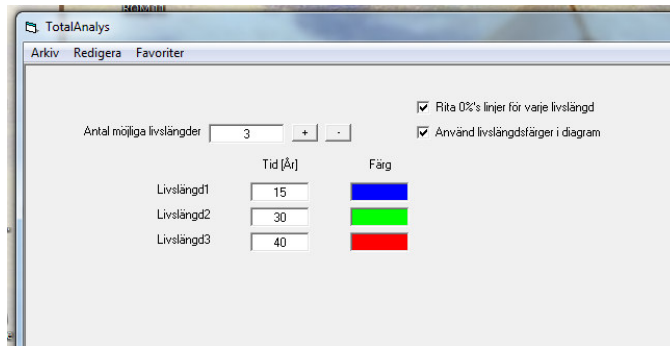 TotalAnalys
Arkiv Redigera Favoriter
Rita 0%'s linjer för varje livslängd
Antal möjliga livslängder 3 + -
Använd livslängdsfärger i diagram
Tid [År] Färg
Livslängd1 15
Livslängd2 30
Livslängd3 40